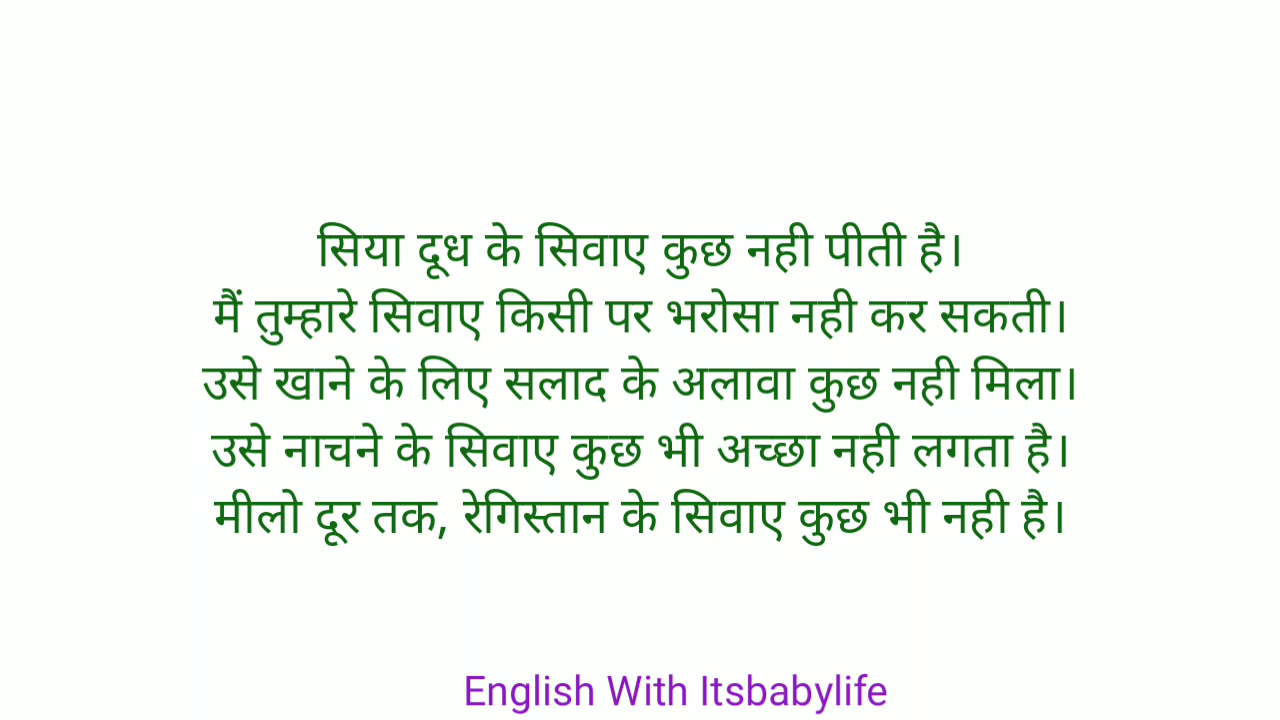 सिया दूध के सिवाए कुछ नही पीती है।
मैं तुम्हारे सिवाए किसी पर भरोसा नही कर सकती।
उसे खाने के लिए सलाद के अलावा कुछ नही मिला।
उसे नाचने के सिवाए कुछ भी अच्छा नही लगता है।
मीलो दूर तक, रेगिस्तान के सिवाए कुछ भी नही है।
English With Itsbabylife